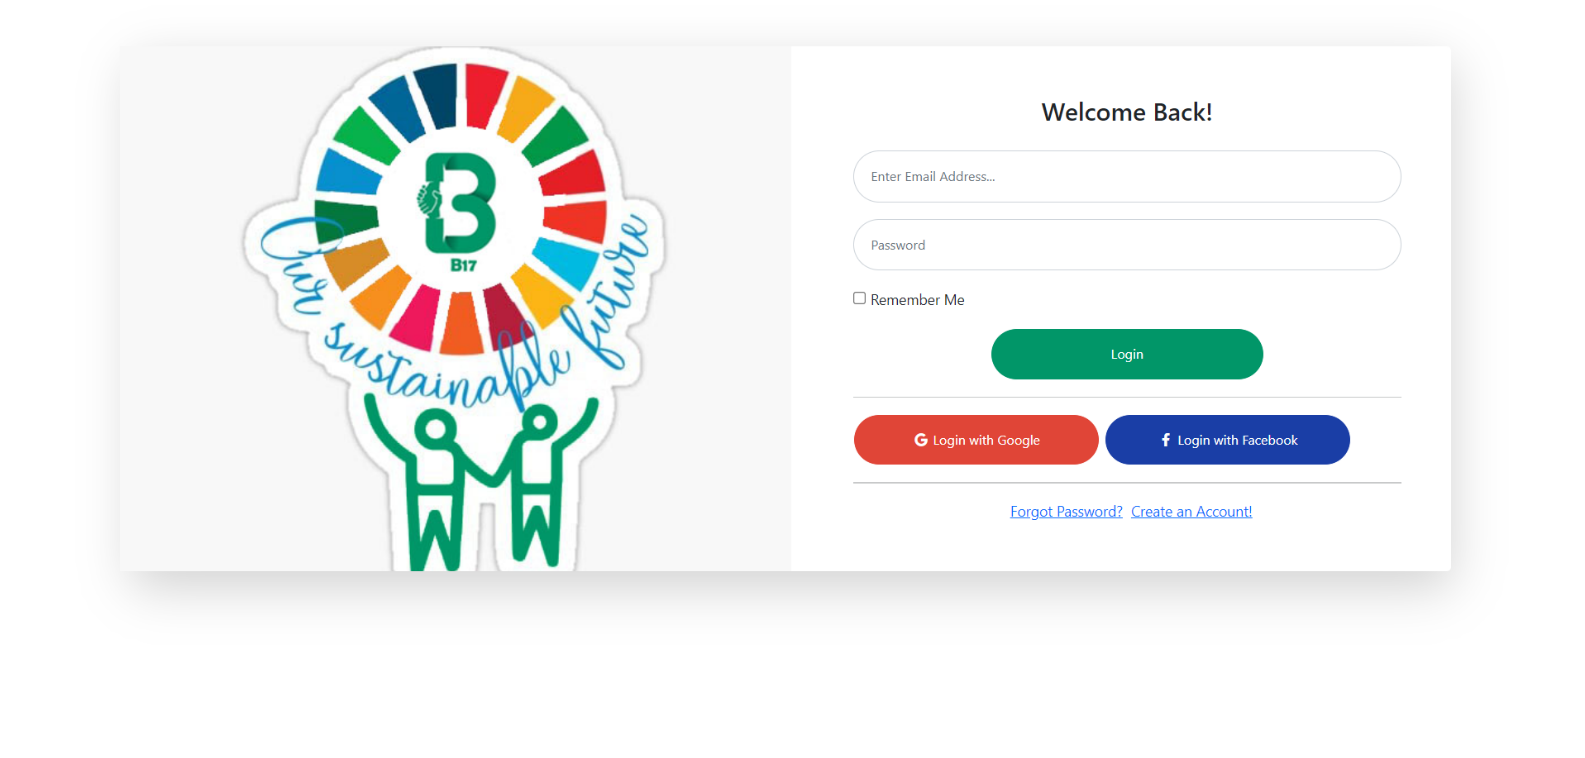 B
B17
Our sustainable future
Welcome Back!
Enter Email Address...
Password
Remember Me
Login
G Login with Google
f Login with Facebook
Forgot Password? Create an Account!